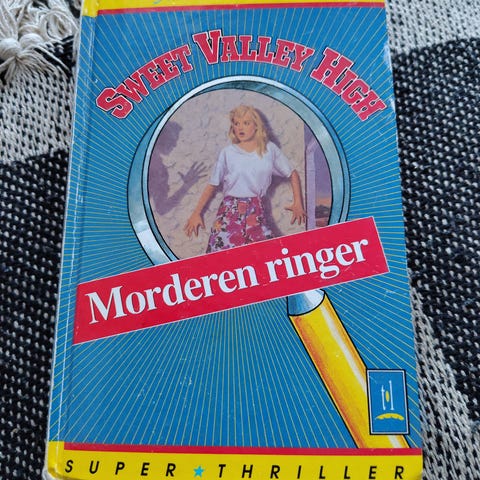 SWEET VALLEY HIGH
Morderen ringer
SUPER ★ THRILLER